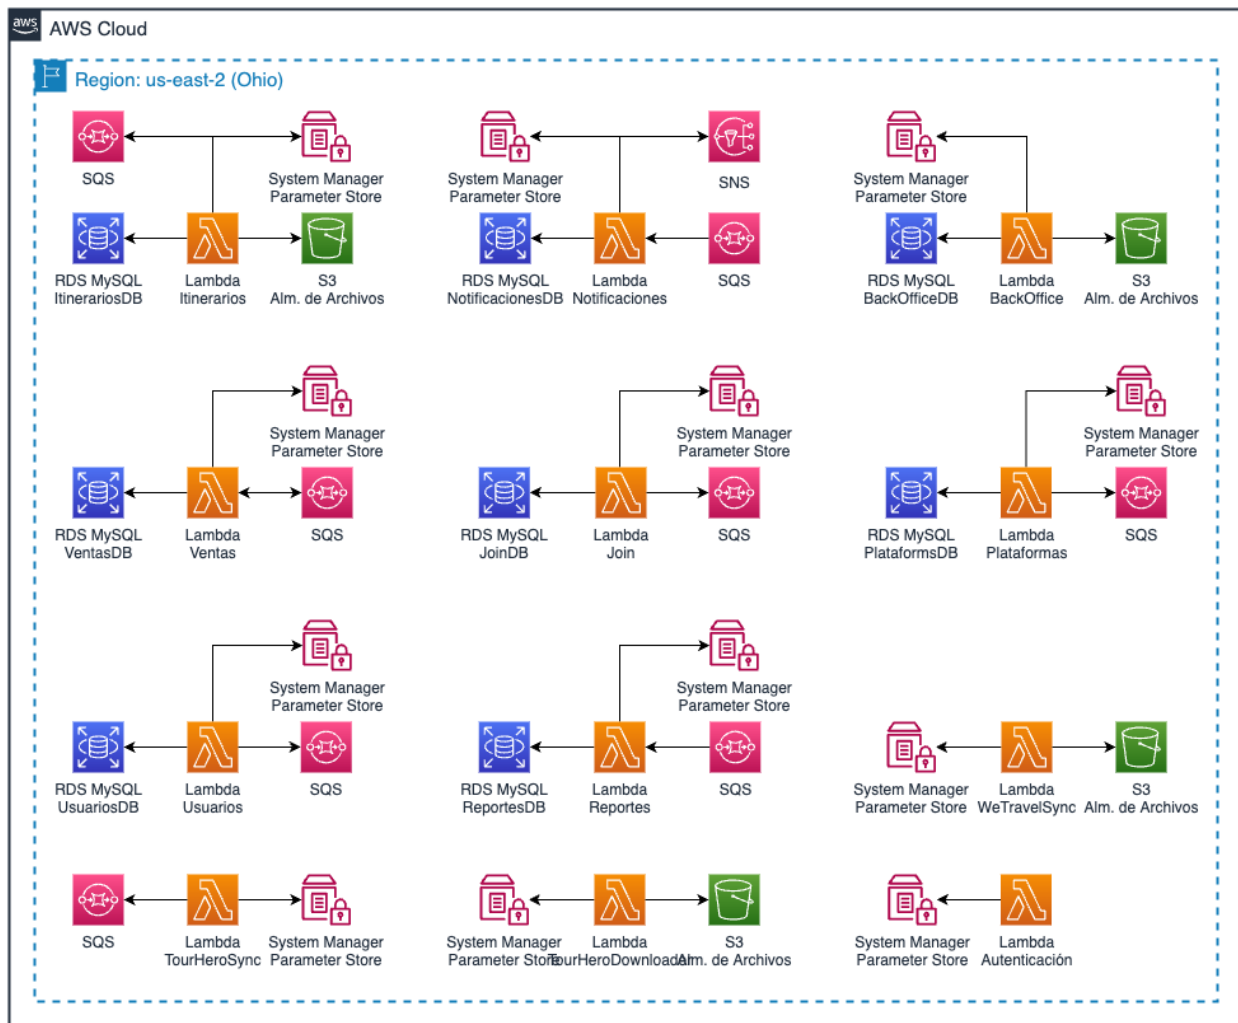 aws
AWS Cloud
Region: us-east-2 (Ohio)
SQS
System Manager
Parameter Store
System Manager
Parameter Store
SNS
System Manager
Parameter Store
RDS MySQL
ItinerariosDB
Lambda
Itinerarios
S3
Alm. de Archivos
RDS MySQL
NotificacionesDB
Lambda
Notificaciones
SQS
RDS MySQL
BackOfficeDB
Lambda
BackOffice
S3
Alm. de Archivos
System Manager
Parameter Store
System Manager
Parameter Store
System Manager
Parameter Store
RDS MySQL
VentasDB
Lambda
Ventas
SQS
RDS MySQL
JoinDB
Lambda
Join
SQS
RDS MySQL
PlataformsDB
Lambda
Plataformas
SQS
System Manager
Parameter Store
System Manager
Parameter Store
RDS MySQL
UsuariosDB
Lambda
Usuarios
SQS
RDS MySQL
ReportesDB
Lambda
Reportes
SQS
System Manager
Parameter Store
Lambda
WeTravelSync
S3
Alm. de Archivos
SQS
Lambda
TourHeroSync
System Manager
Parameter Store
System Manager
Parameter Store
Lambda
TourHeroDownloader
S3
Alm. de Archivos
System Manager
Parameter Store
Lambda
Autenticación